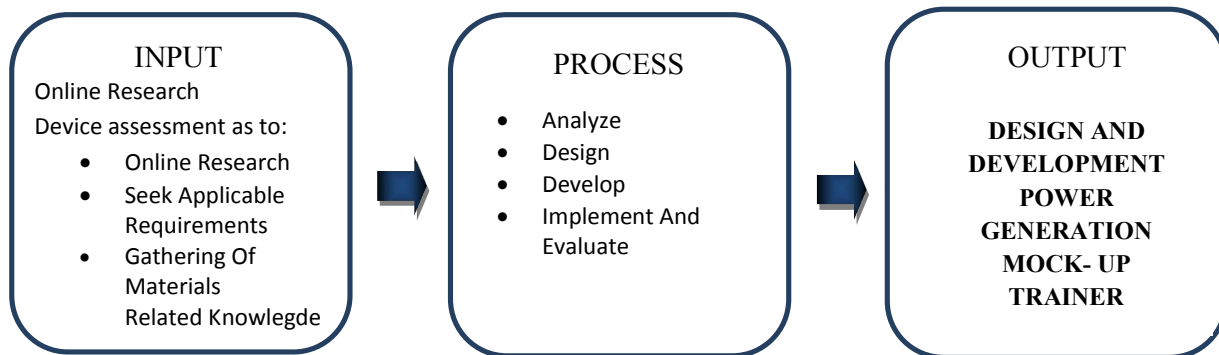 INPUT
Online Research
Device assessment as to:
• Online Research
• Seek Applicable
Requirements
• Gathering Of
Materials
Related Knowlegde
PROCESS
• Analyze
• Design
• Develop
• Implement And
Evaluate
OUTPUT
DESIGN AND
DEVELOPMENT
POWER
GENERATION
MOCK- UP
TRAINER